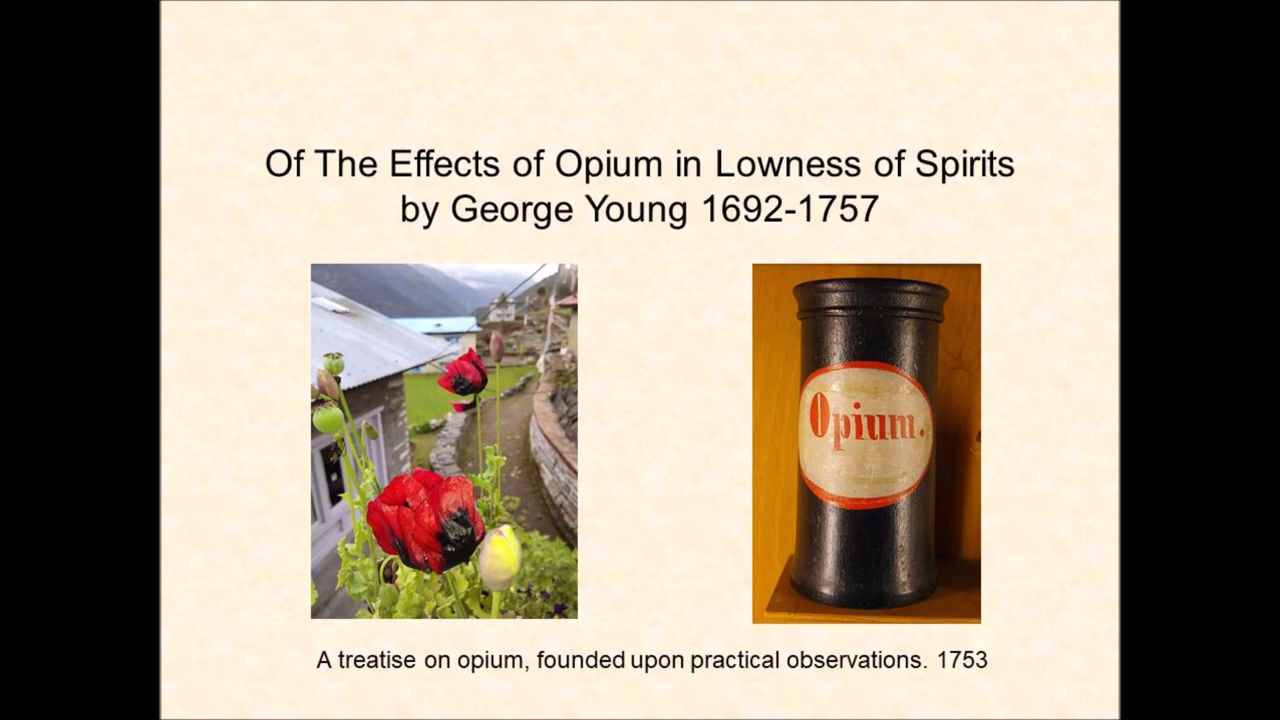 Of The Effects of Opium in Lowness of Spirits
by George Young 1692-1757
Opium.
A treatise on opium, founded upon practical observations. 1753